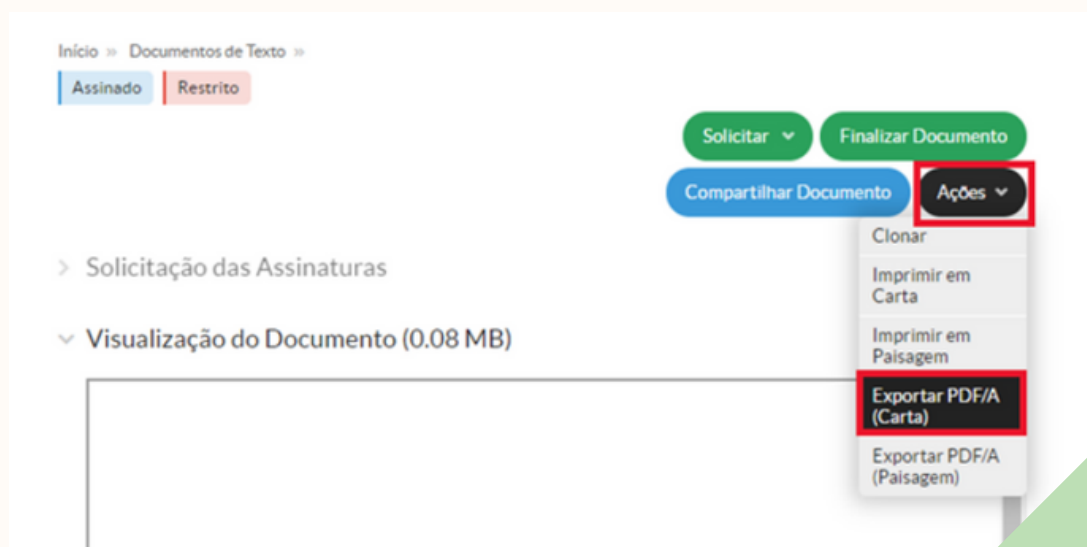 Início » Documentos de Texto »
Assinado Restrito
Solicitar Finalizar Documento
Compartilhar Documento Ações
Clonar
Solicitação das Assinaturas
Imprimir em
Carta
Visualização do Documento (0.08 MB)
Imprimir em
Paisagem
Exportar PDF/A
(Carta)
Exportar PDF/A
(Paisagem)